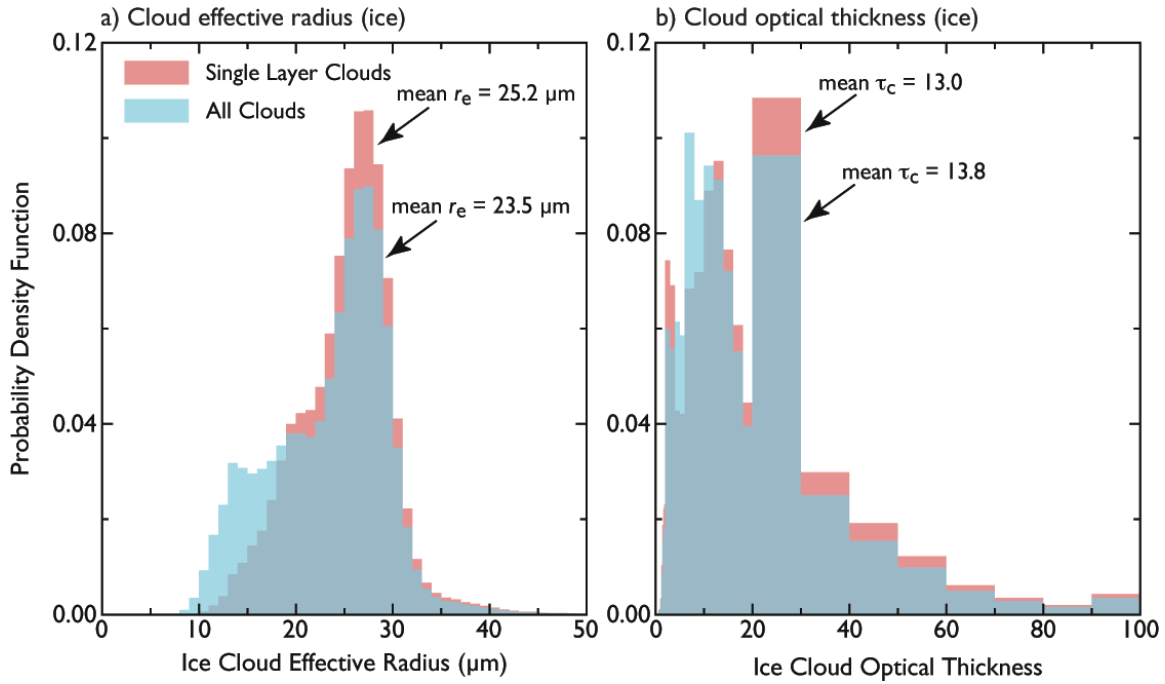 a) Cloud effective radius (ice)
Single Layer Clouds
All Clouds
mean re = 25.2 µm
mean re = 23.5 µm
Probability Density Function
0.12
0.08
0.04
0.00
0 10 20 30 40 50
Ice Cloud Effective Radius (µm)
b) Cloud optical thickness (ice)
mean τc = 13.0
mean τc = 13.8
0.12
0.08
0.04
0.00
0 20 40 60 80 100
Ice Cloud Optical Thickness